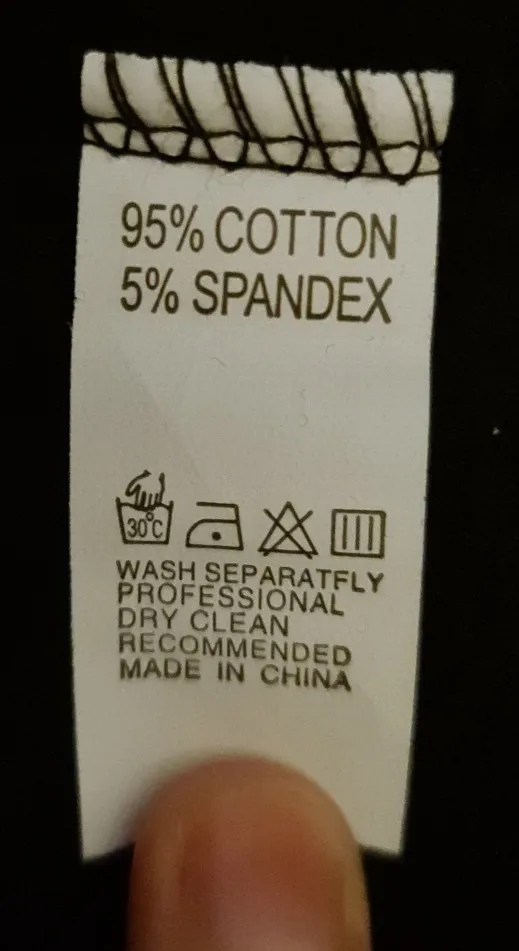 95% COTTON
5% SPANDEX
30°C
WASH SEPARATFLY
PROFESSIONAL
DRY CLEAN
RECOMMENDED
MADE IN CHINA